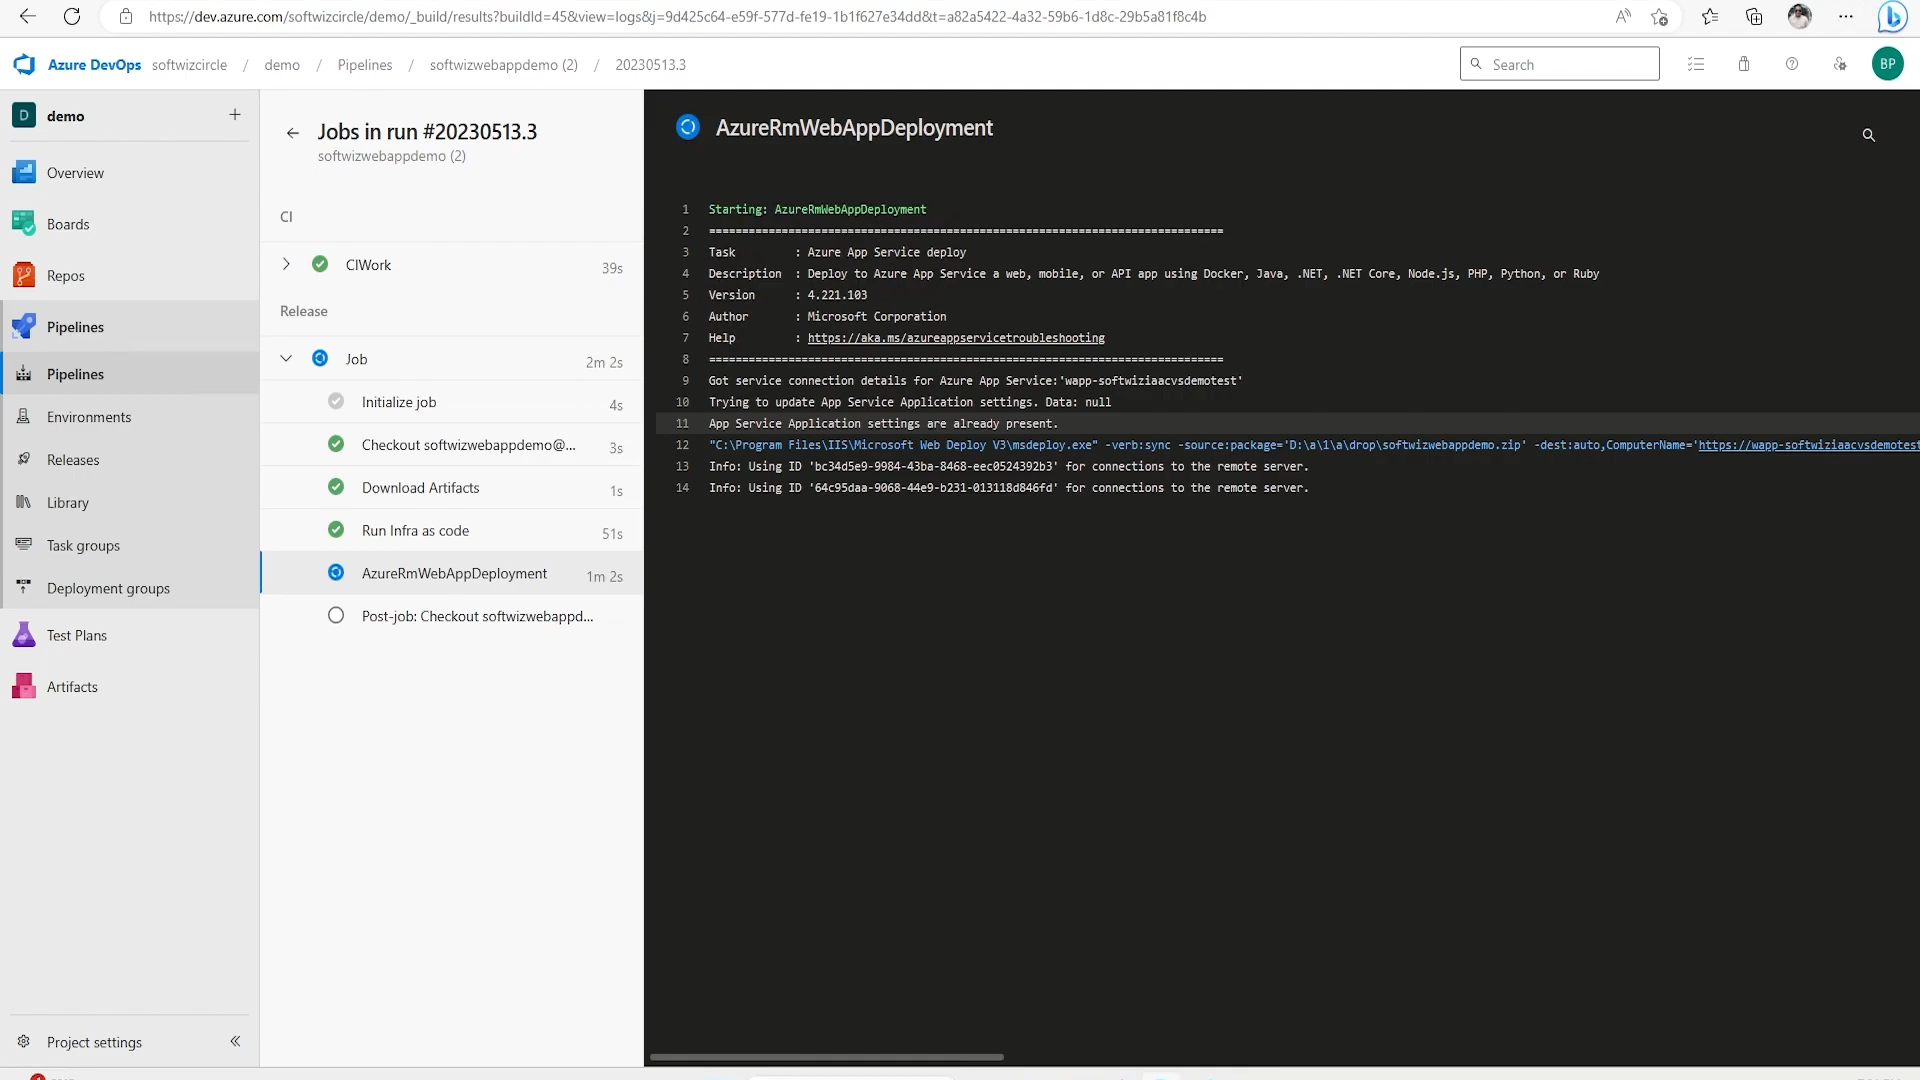 https://dev.azure.com/softwizcircle/demo/_build/results?buildId=45&view=logs&j=9d425c64-e59f-577d-fe19-1b1f627e34dd&t=a82a5422-4a32-59b6-1d8c-29b5a81f8c4b
Azure DevOps softwizcircle / demo / Pipelines / softwizwebappdemo (2) / 20230513.3
Search
BP
D demo
Overview
Boards
Repos
Pipelines
Pipelines
Environments
Releases
Library
Task groups
Deployment groups
Test Plans
Artifacts
Project settings
Jobs in run #20230513.3
softwizwebappdemo (2)
CI
CIWork 39s
Release
Job 2m 2s
Initialize job 4s
Checkout softwizwebappdemo@... 3s
Download Artifacts 1s
Run Infra as code 51s
AzureRmWebAppDeployment 1m 2s
Post-job: Checkout softwizwebappd...
AzureRmWebAppDeployment
1 Starting: AzureRmWebAppDeployment
2 ==============================================================================
3 Task : Azure App Service deploy
4 Description : Deploy to Azure App Service a web, mobile, or API app using Docker, Java, .NET, .NET Core, Node.js, PHP, Python, or Ruby
5 Version : 4.221.103
6 Author : Microsoft Corporation
7 Help : https://aka.ms/azureappservicetroubleshooting
8 ==============================================================================
9 Got service connection details for Azure App Service:'wapp-softwiziaacvsdemotest'
10 Trying to update App Service Application settings. Data: null
11 App Service Application settings are already present.
12 "C:\Program Files\IIS\Microsoft Web Deploy V3\msdeploy.exe" -verb:sync -source:package='D:\a\1\a\drop\softwizwebappdemo.zip' -dest:auto,ComputerName='https://wapp-softwiziaacvsdemotest
13 Info: Using ID 'bc34d5e9-9984-43ba-8468-eec0524392b3' for connections to the remote server.
14 Info: Using ID '64c95daa-9068-44e9-b231-013118d846fd' for connections to the remote server.